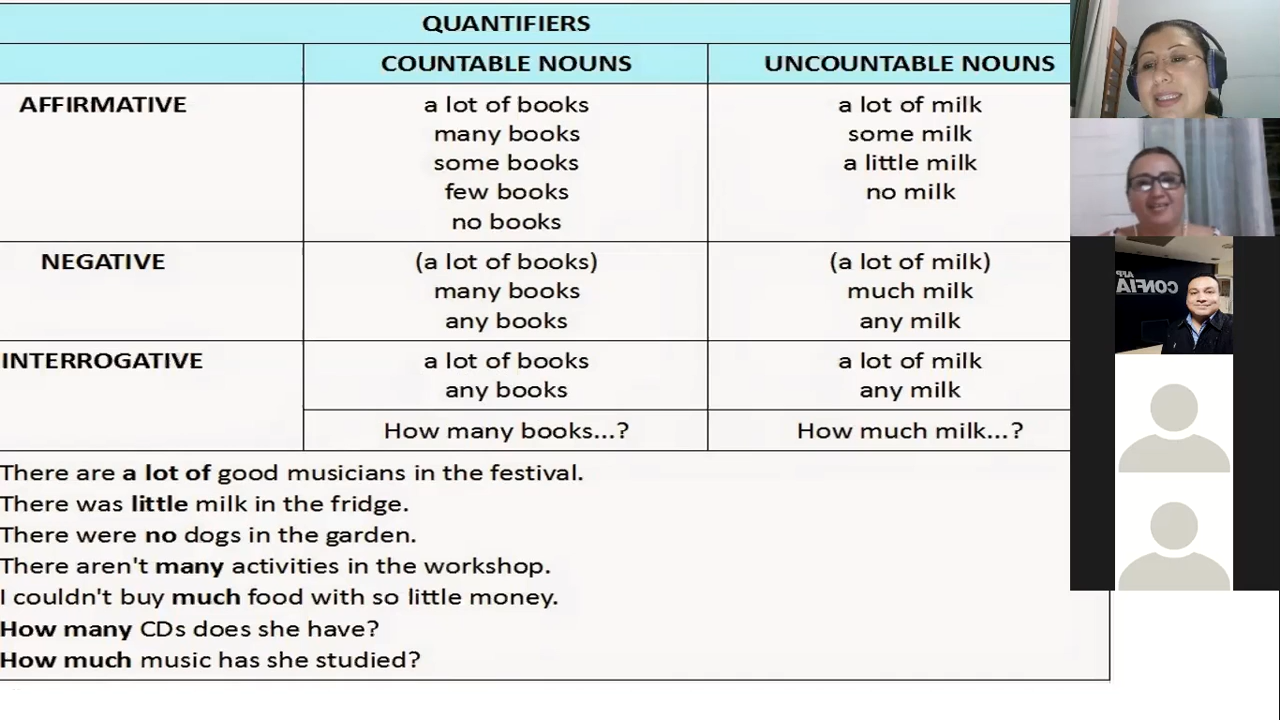 QUANTIFIERS
COUNTABLE NOUNS UNCOUNTABLE NOUNS
AFFIRMATIVE a lot of books a lot of milk
many books some milk
some books a little milk
few books no milk
no books
NEGATIVE (a lot of books) (a lot of milk)
many books much milk
any books any milk
INTERROGATIVE a lot of books a lot of milk
any books any milk
How many books...? How much milk...?
There are a lot of good musicians in the festival.
There was little milk in the fridge.
There were no dogs in the garden.
There aren't many activities in the workshop.
I couldn't buy much food with so little money.
How many CDs does she have?
How much music has she studied?
AFP
CONFIA